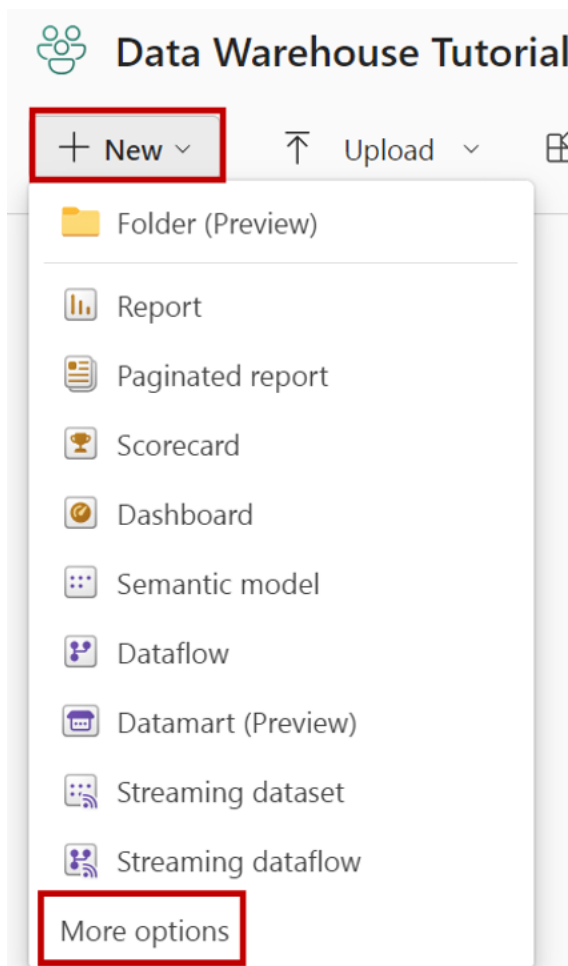 Data Warehouse Tutorial
New
Upload
Folder (Preview)
Report
Paginated report
Scorecard
Dashboard
Semantic model
Dataflow
Datamart (Preview)
Streaming dataset
Streaming dataflow
More options